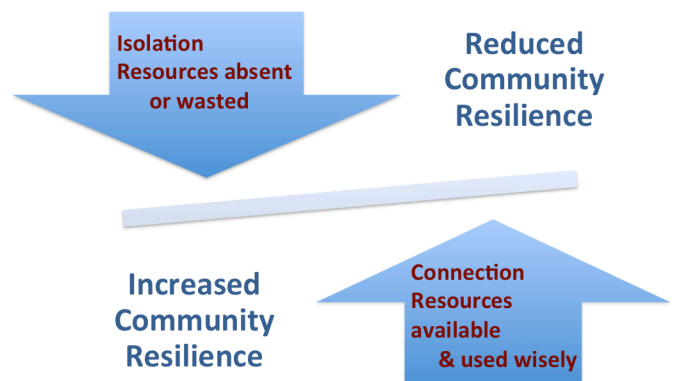 Isolation
Resources absent
or wasted
Reduced
Community
Resilience
Increased
Community
Resilience
Connection
Resources
available
& used wisely